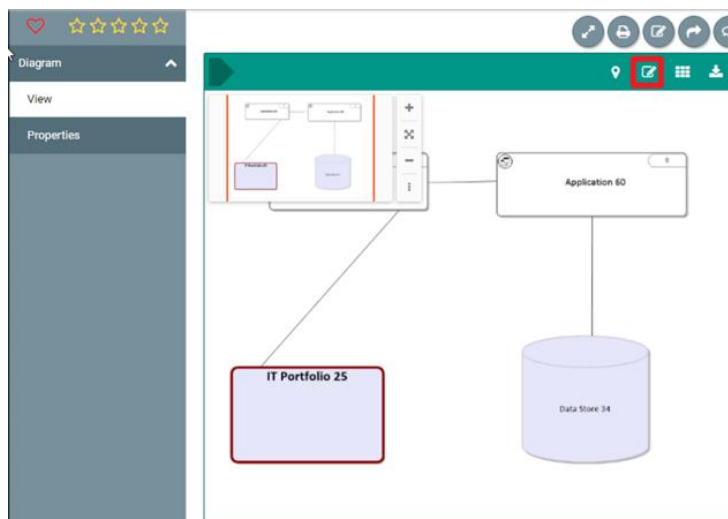 Diagram
View
Properties
Application 60
IT Portfolio 25
Data Store 34